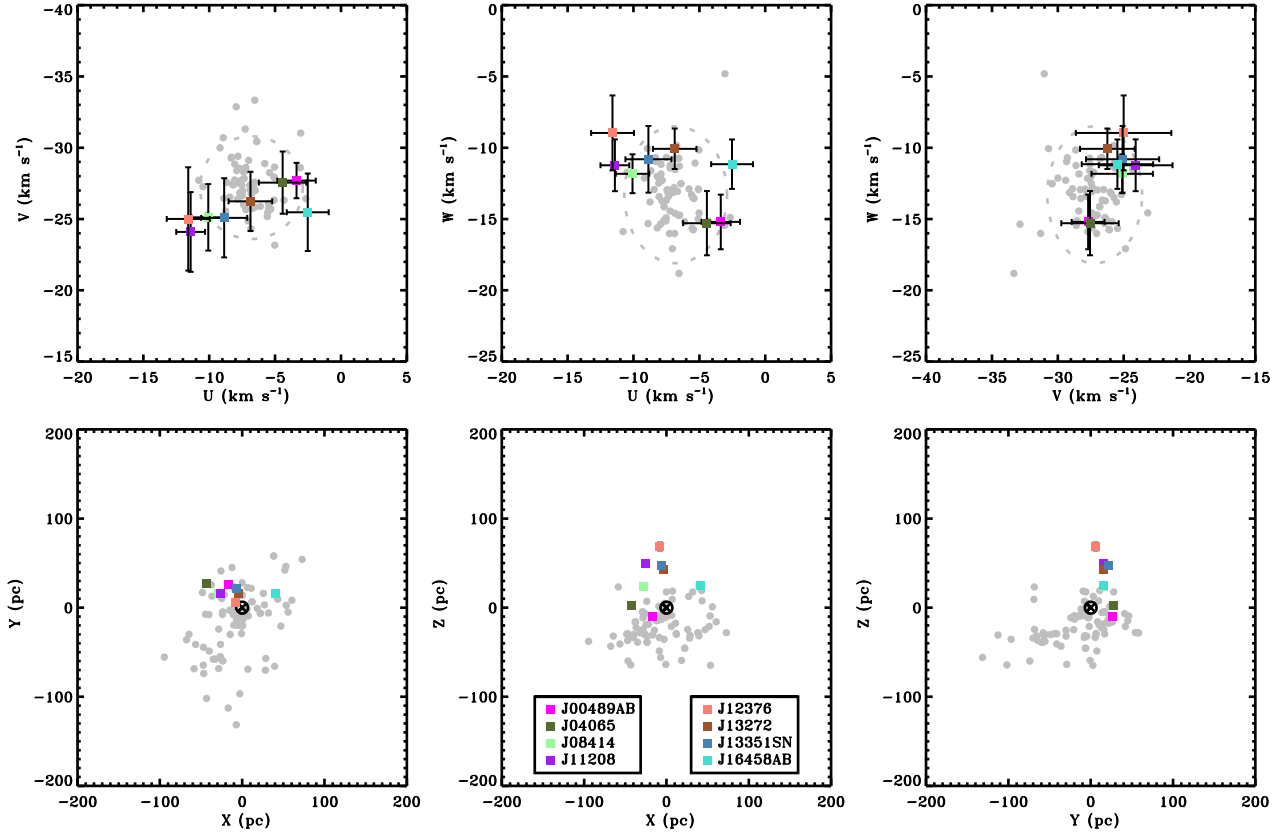 −40
−35
−30
−25
−20
−15
V (km s⁻¹)
−20 −15 −10 −5 0 5
U (km s⁻¹)
0
−5
−10
−15
−20
−25
W (km s⁻¹)
−20 −15 −10 −5 0 5
U (km s⁻¹)
0
−5
−10
−15
−20
−25
W (km s⁻¹)
−40 −35 −30 −25 −20 −15
V (km s⁻¹)
200
100
0
−100
−200
Y (pc)
−200 −100 0 100 200
X (pc)
200
100
0
−100
−200
Z (pc)
J00489AB
J04065
J08414
J11208
J12376
J13272
J13351SN
J16458AB
−200 −100 0 100 200
X (pc)
200
100
0
−100
−200
Z (pc)
−200 −100 0 100 200
Y (pc)